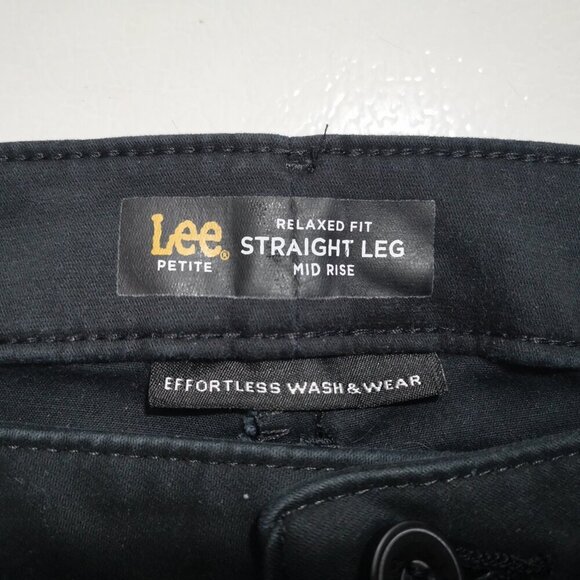 Lee®
PETITE
RELAXED FIT
STRAIGHT LEG
MID RISE
EFFORTLESS WASH & WEAR